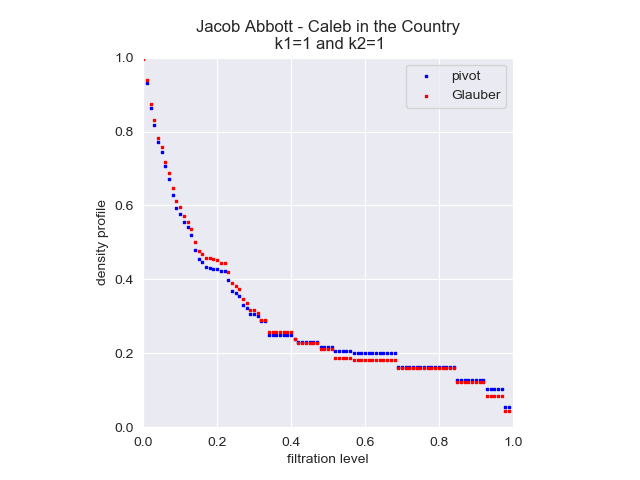 Jacob Abbott - Caleb in the Country
k1=1 and k2=1
pivot
Glauber
density profile
1.0
0.8
0.6
0.4
0.2
0.0
0.0 0.2 0.4 0.6 0.8 1.0
filtration level